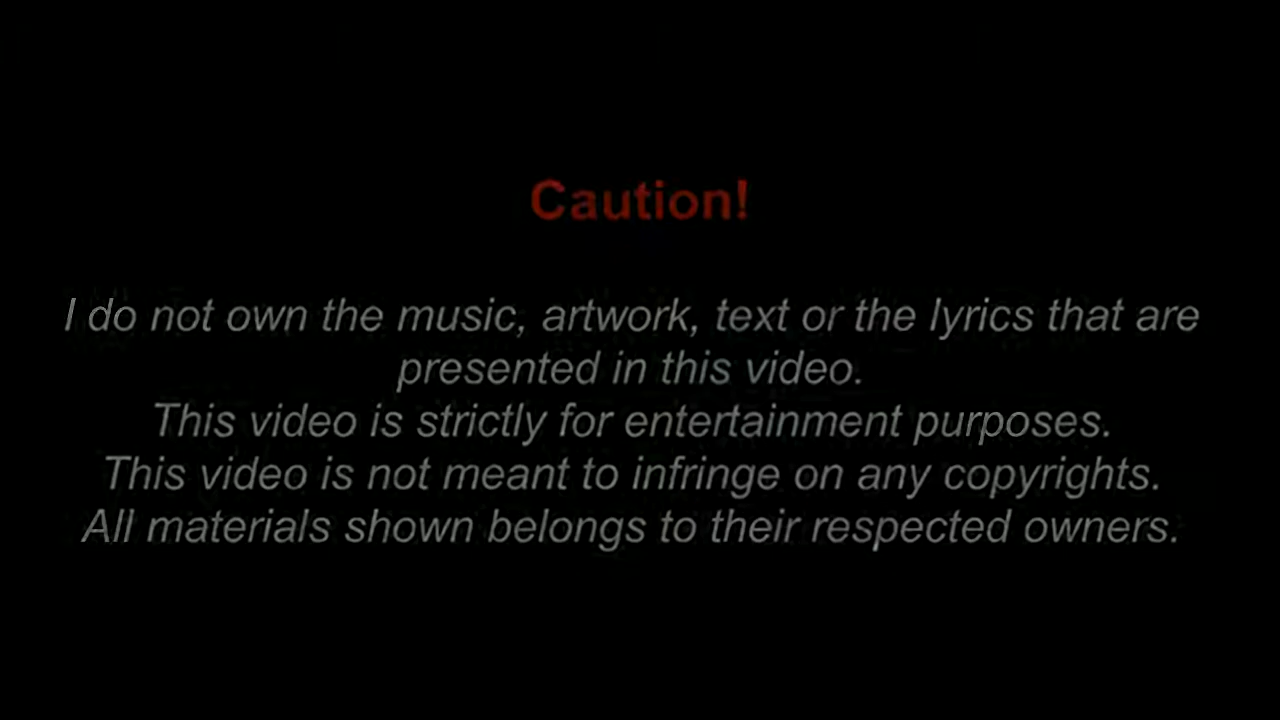 Caution!
I do not own the music, artwork, text or the lyrics that are
presented in this video.
This video is strictly for entertainment purposes.
This video is not meant to infringe on any copyrights.
All materials shown belongs to their respected owners.